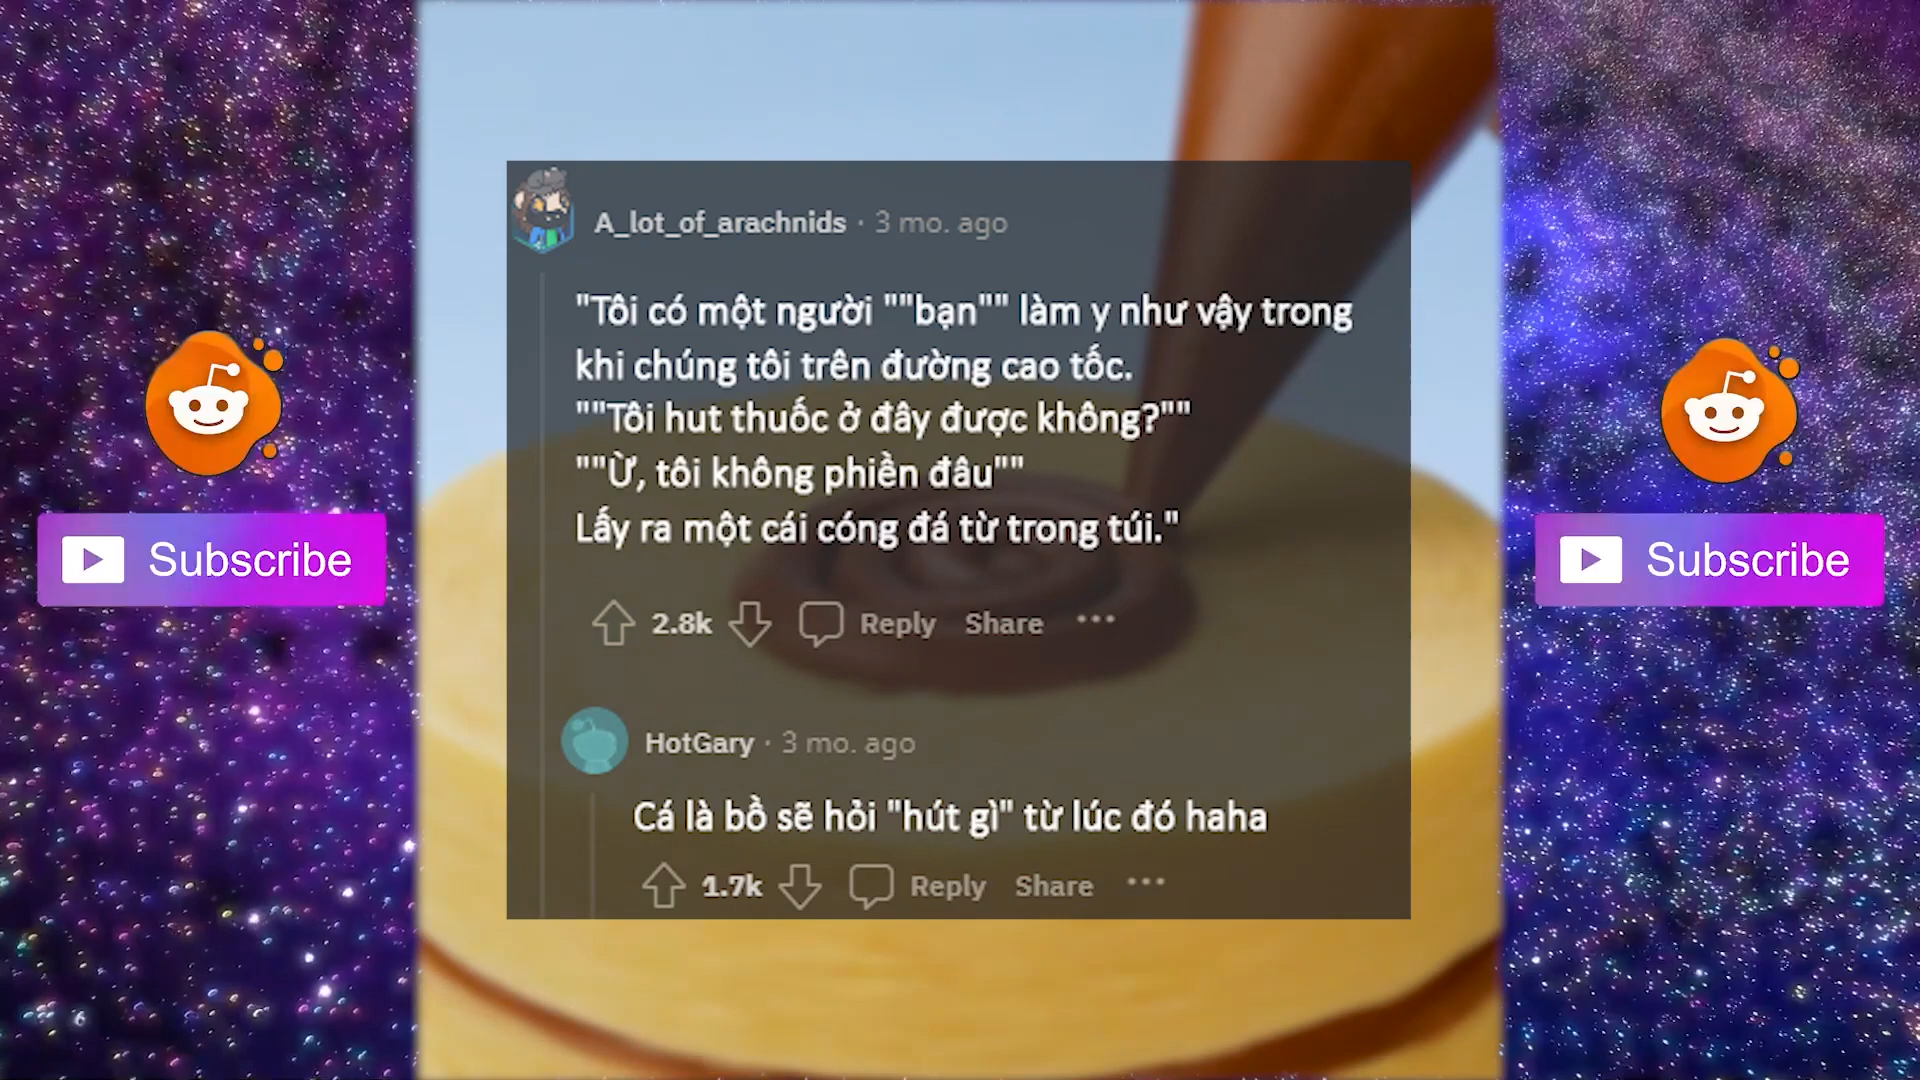 A_lot_of_arachnids · 3 mo. ago
"Tôi có một người ""bạn"" làm y như vậy trong
khi chúng tôi trên đường cao tốc.
""Tôi hut thuốc ở đây được không?""
""Ừ, tôi không phiền đâu""
Lấy ra một cái cóng đá từ trong túi."
2.8k Reply Share ···
Subscribe
Subscribe
HotGary · 3 mo. ago
Cá là bồ sẽ hỏi "hút gì" từ lúc đó haha
1.7k Reply Share ···